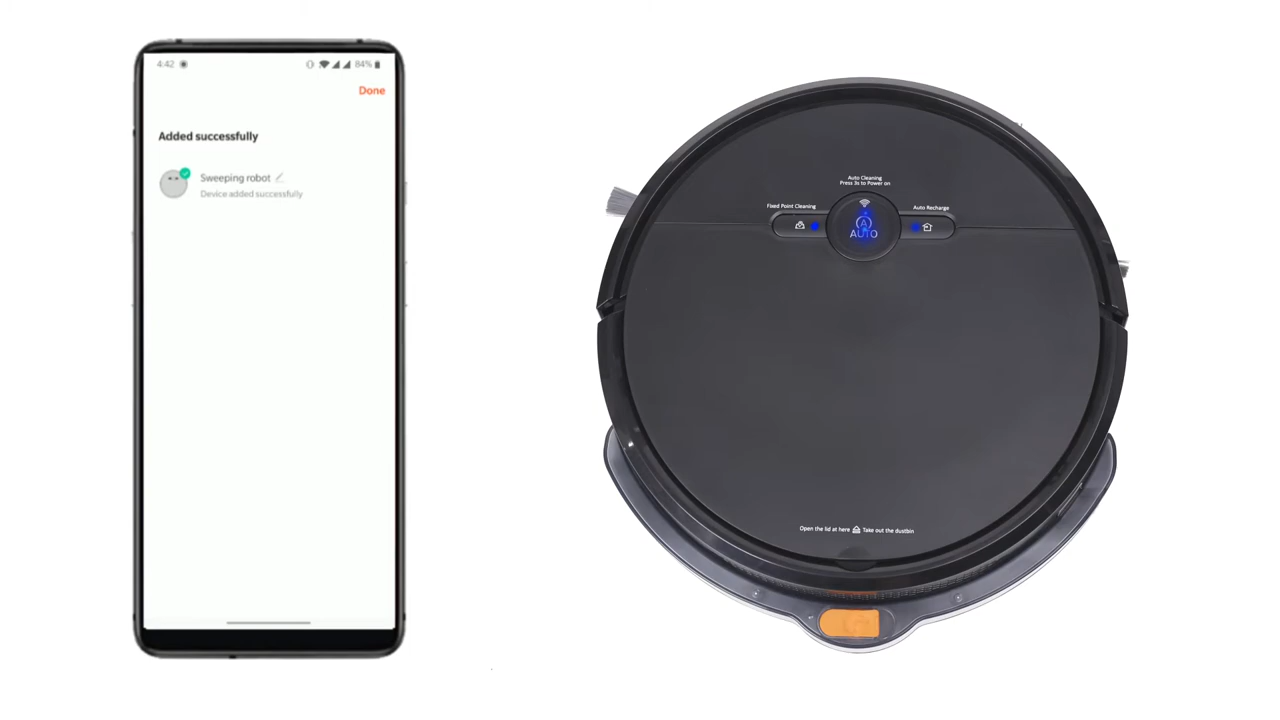 4:42
84%
Done
Added successfully
Sweeping robot
Device added successfully
Auto Cleaning
Press 3s to Power on
Fixed Point Cleaning
Auto Recharge
A
AUTO
Open the lid at here
Take out the dustbin